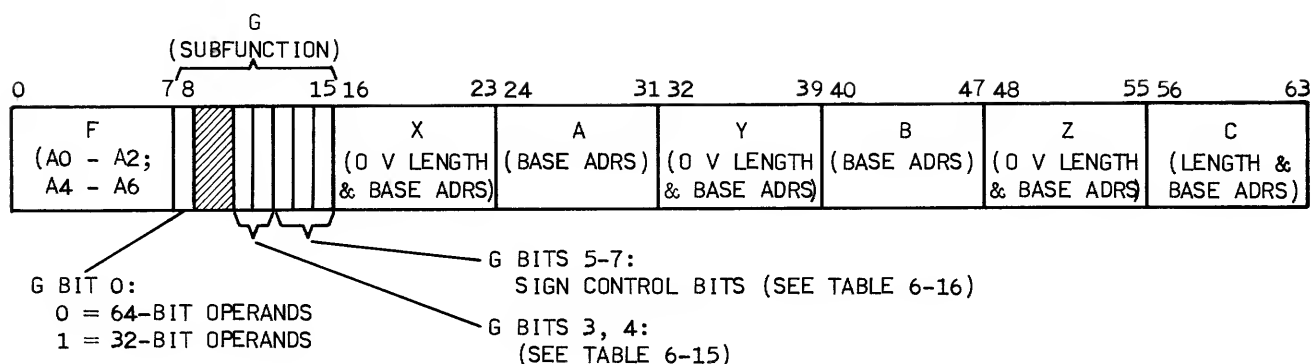 G
(SUBFUNCTION)
0 7 8 15 16 23 24 31 32 39 40 47 48 55 56 63
F X A Y B Z C
(A0 - A2; (O V LENGTH (BASE ADRS) (O V LENGTH (BASE ADRS) (O V LENGTH (LENGTH &
A4 - A6 & BASE ADRS) & BASE ADRS) & BASE ADRS) BASE ADRS)
G BITS 5-7:
G BIT 0: SIGN CONTROL BITS (SEE TABLE 6-16)
0 = 64-BIT OPERANDS
G BITS 3, 4:
1 = 32-BIT OPERANDS
(SEE TABLE 6-15)